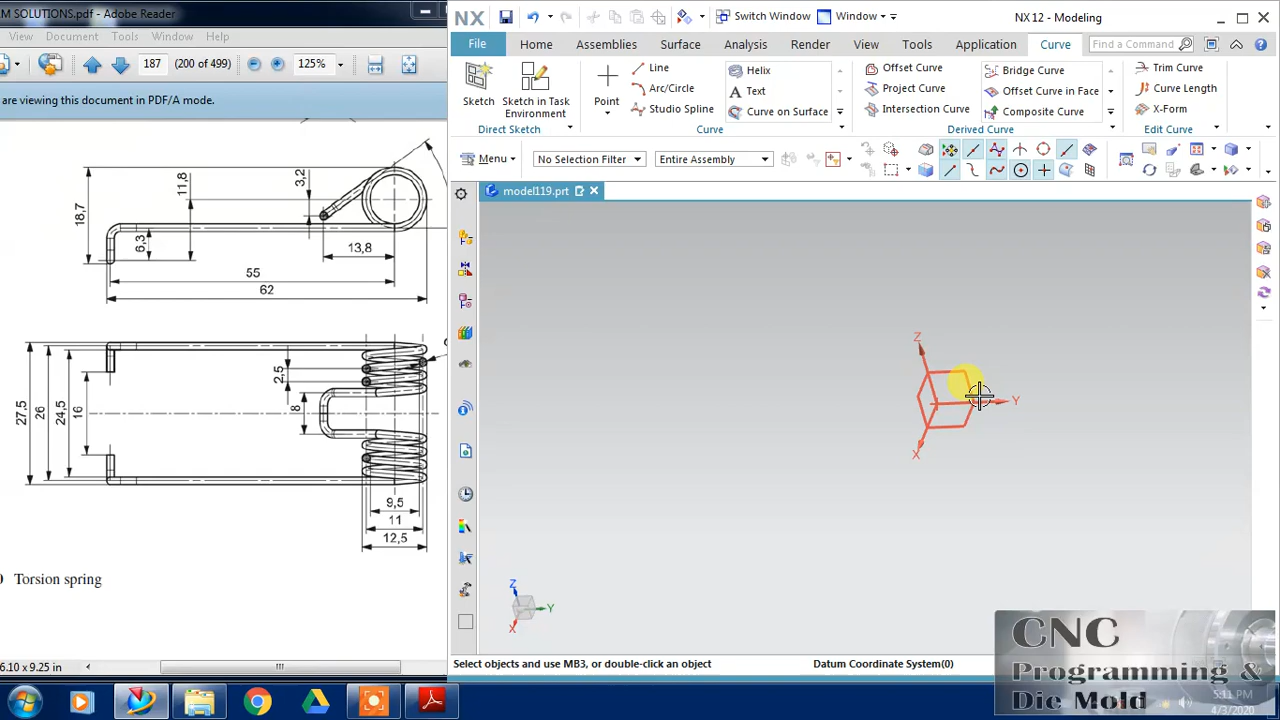 M SOLUTIONS.pdf - Adobe Reader
View Document Tools Window Help
187 (200 of 499) 125%
are viewing this document in PDF/A mode.
18,7
11,8
3,2
6,3
13,8
55
62
27,5
26
24,5
16
2,5
8
9,5
11
12,5
0 Torsion spring
6.10 x 9.25 in
NX Switch Window Window NX 12 - Modeling
File Home Assemblies Surface Analysis Render View Tools Application Curve Find a Command
Sketch
Sketch in Task Environment
Direct Sketch
Point
Line
Arc/Circle
Studio Spline
Helix
Text
Curve on Surface
Curve
Offset Curve
Project Curve
Intersection Curve
Bridge Curve
Offset Curve in Face
Composite Curve
Derived Curve
Trim Curve
Curve Length
X-Form
Edit Curve
Menu No Selection Filter Entire Assembly
model119.prt
Z
Y
X
Z
Y
X
Select objects and use MB3, or double-click an object Datum Coordinate System(0)
CNC
Programming &
Die Mold
5:11 PM
4/3/2020